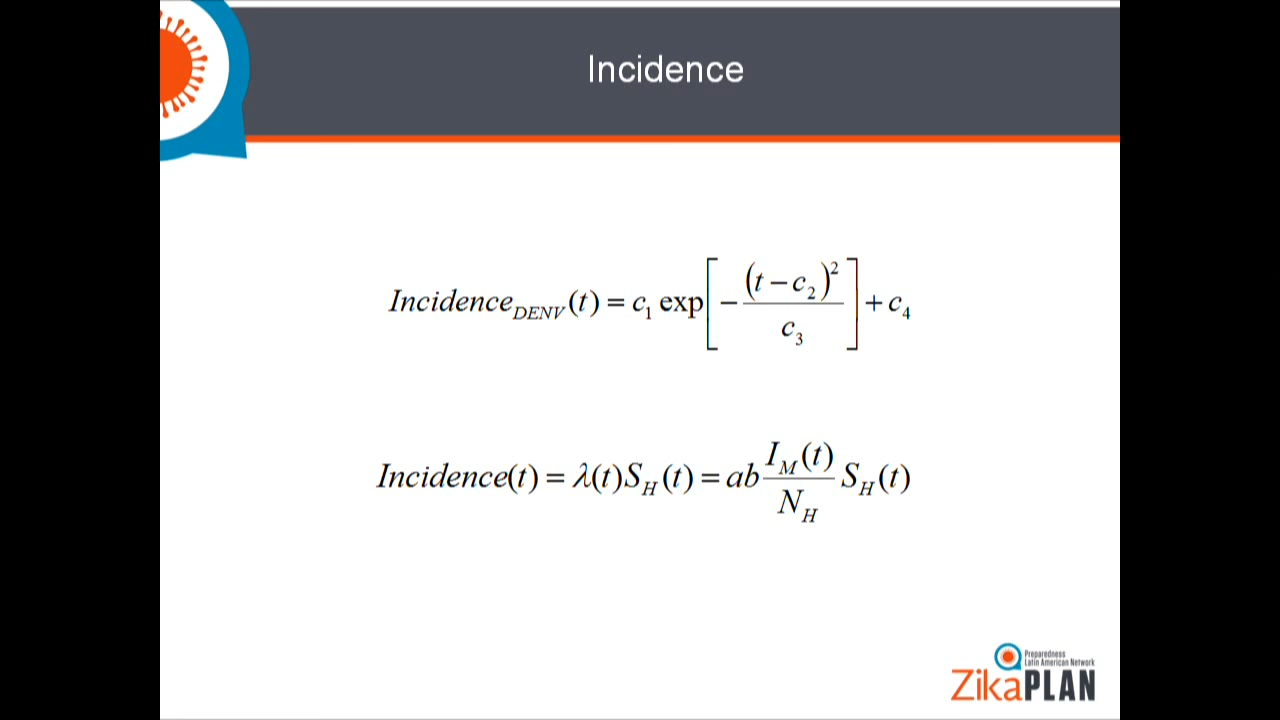 Incidence
Incidence_DENV(t) = c₁ exp[−(t−c₂)²/c₃] + c₄
Incidence(t) = λ(t)S_H(t) = ab I_M(t)/N_H S_H(t)
Preparedness
Latin American Network
ZikaPLAN